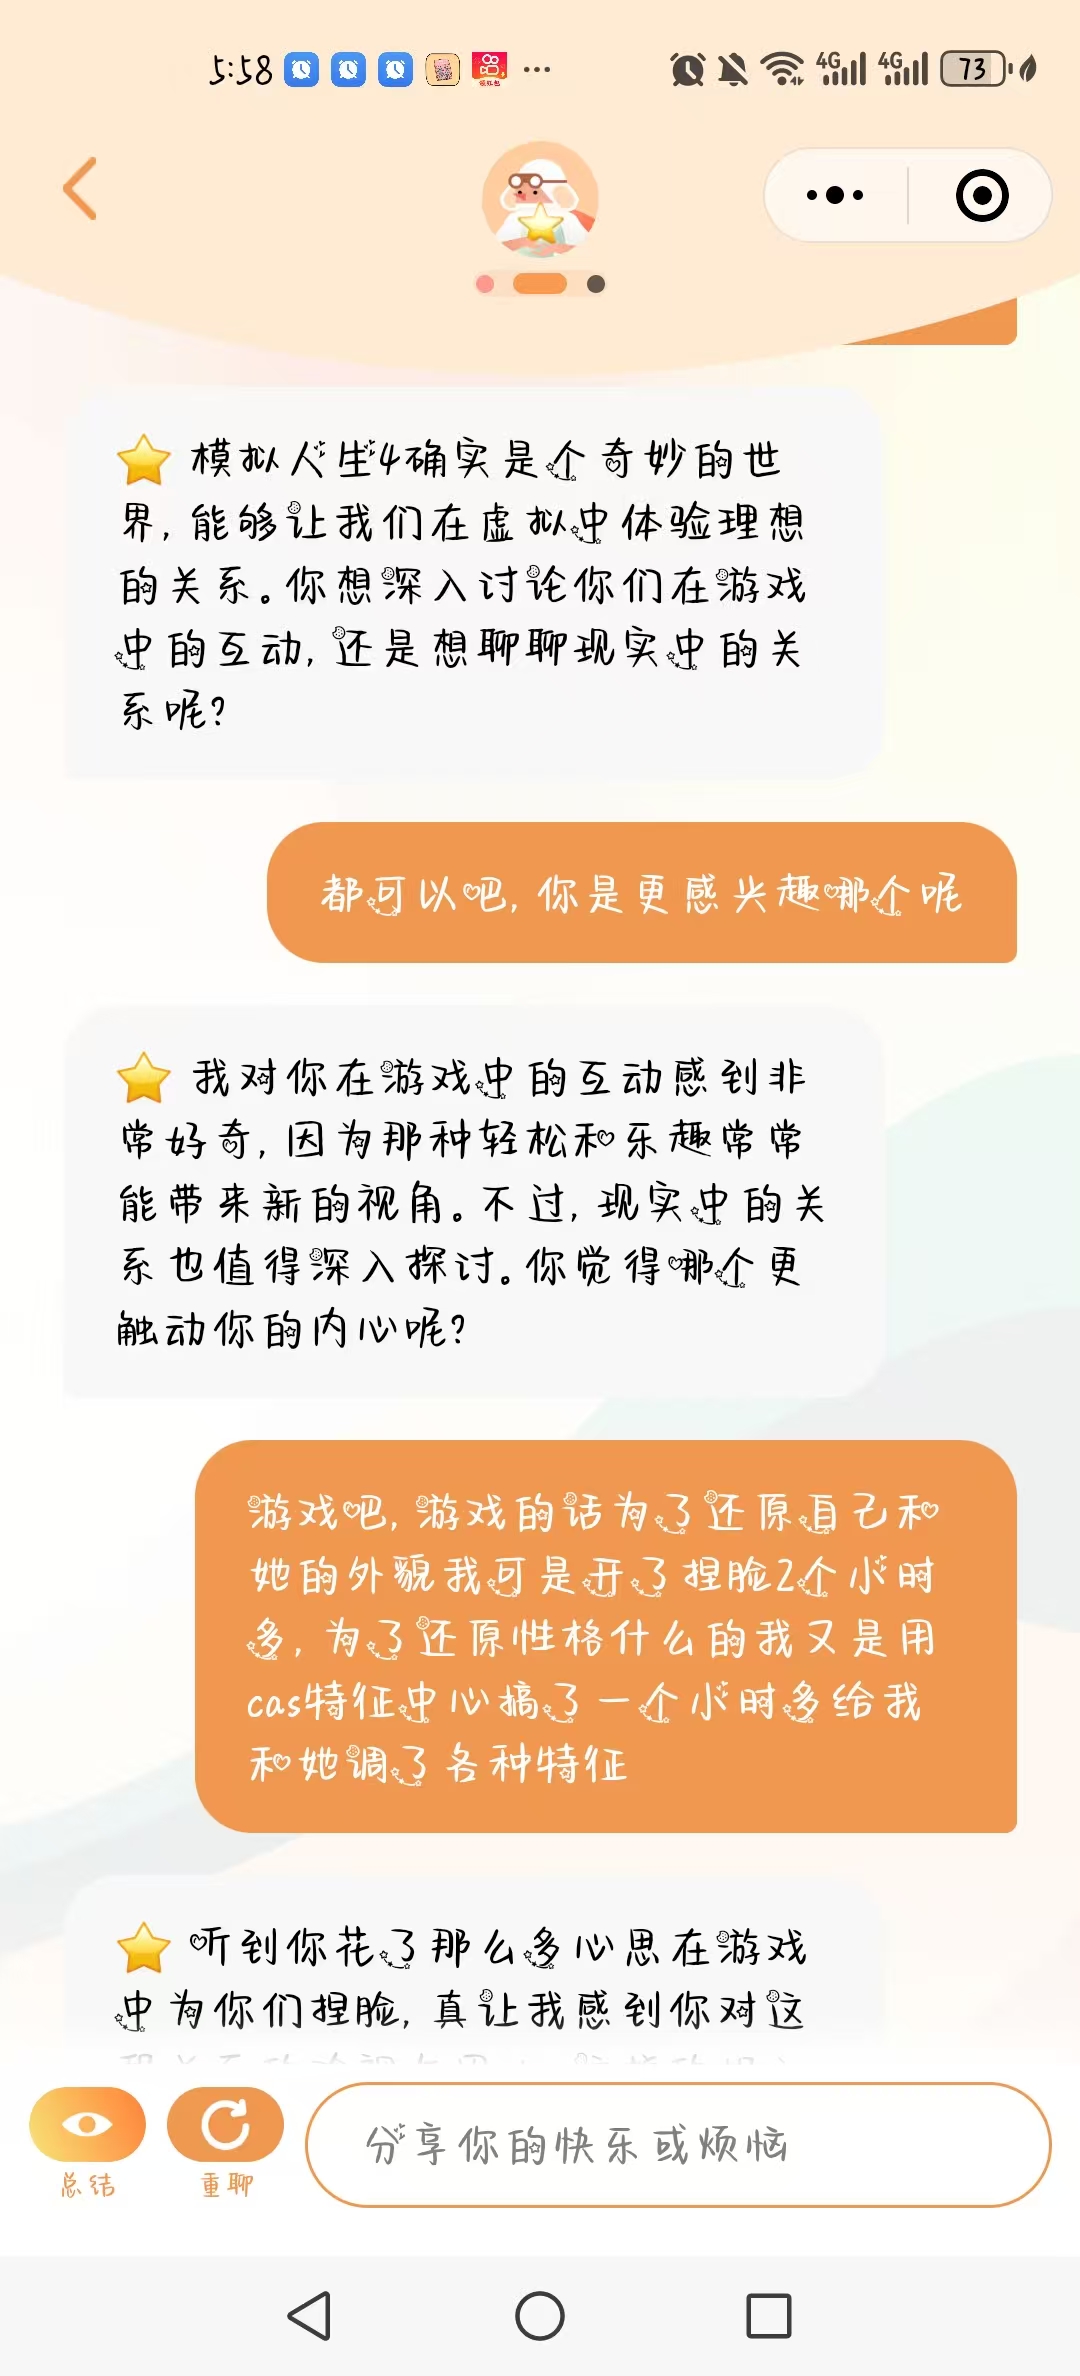 5:58
4G
4G
73
模拟人生4确实是个奇妙的世
界,能够让我们在虚拟中体验理想
的关系。你想深入讨论你们在游戏
中的互动,还是想聊聊现实中的关
系呢?
都可以吧,你是更感兴趣哪个呢
我对你在游戏中的互动感到非
常好奇,因为那种轻松和乐趣常常
能带来新的视角。不过,现实中的关
系也值得深入探讨。你觉得哪个更
触动你的内心呢?
游戏吧,游戏的话为了还原自己和
她的外貌我可是开了捏脸2个小时
多,为了还原性格什么的我又是用
cas特征中心搞了一个小时多给我
和她调了各种特征
听到你花了那么多心思在游戏
中为你们捏脸,真让我感到你对这
分享你的快乐或烦恼
总结
重聊